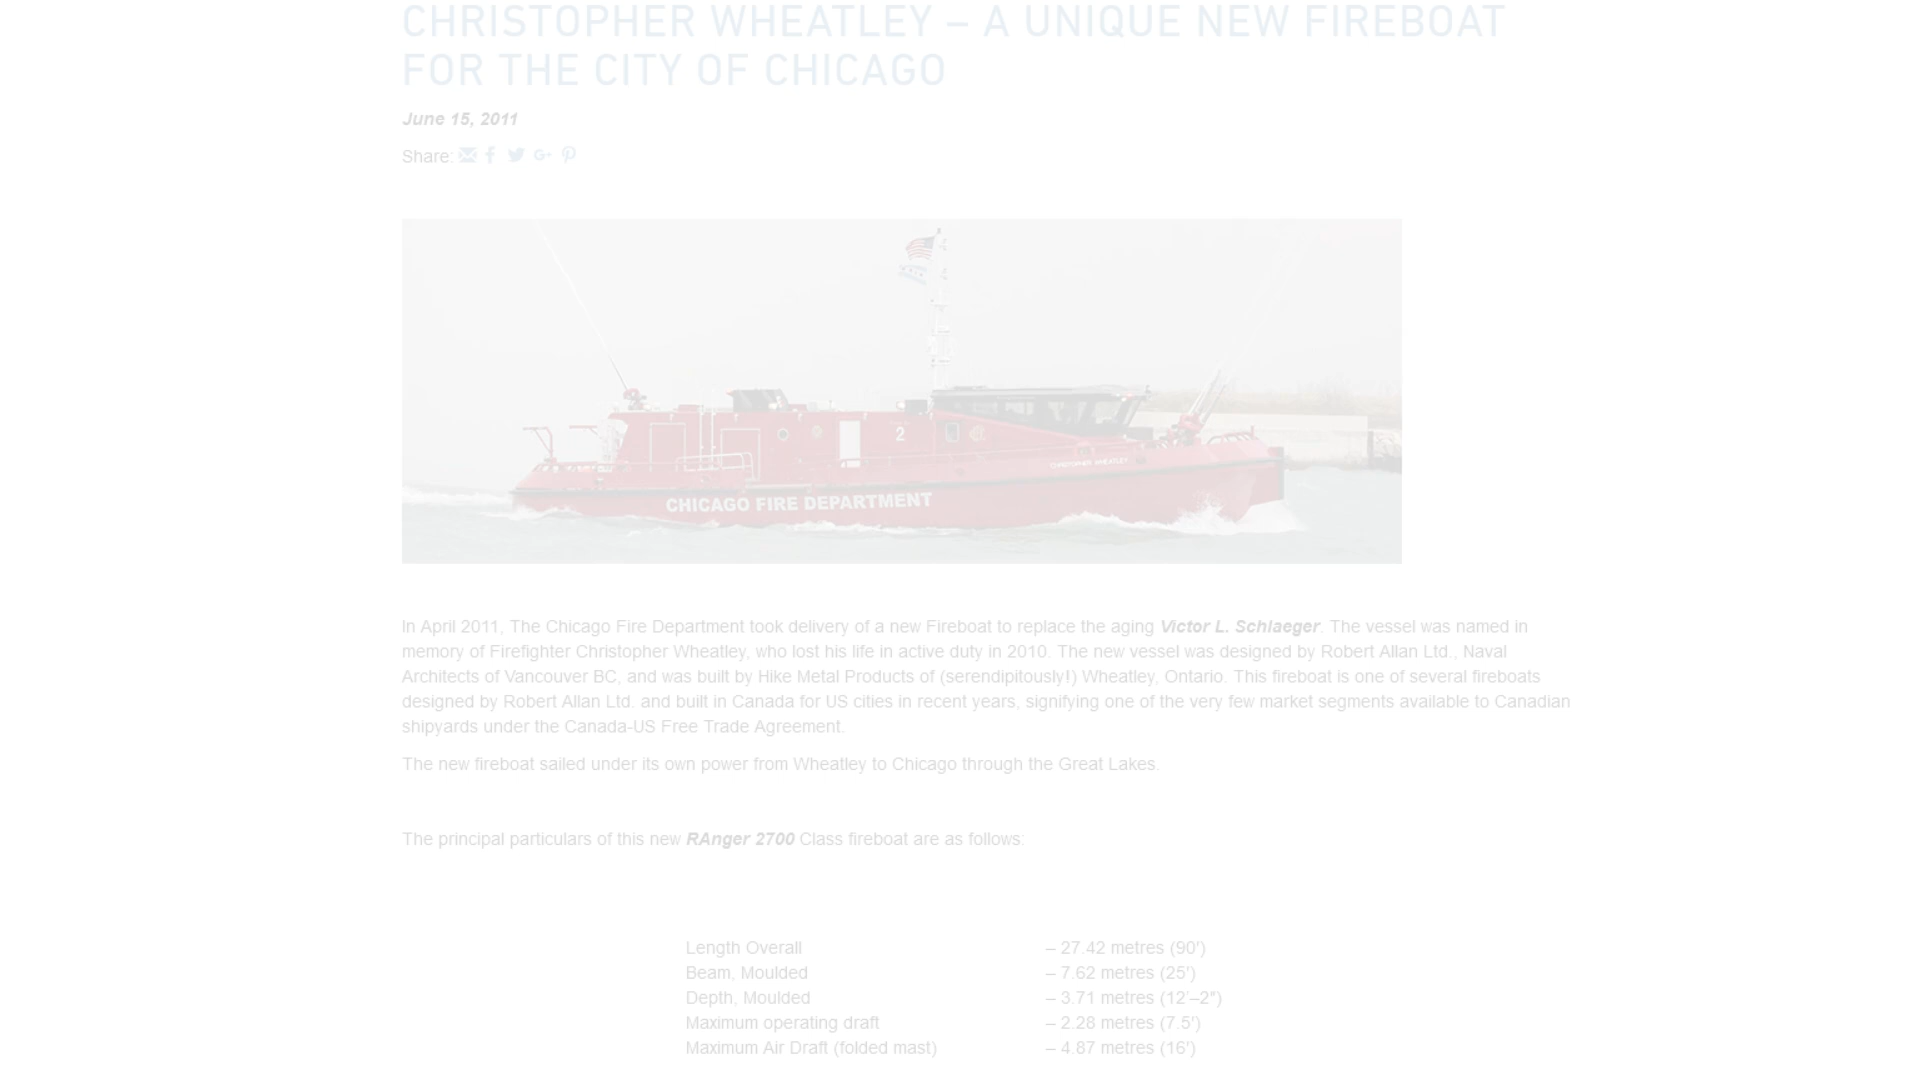 CHRISTOPHER WHEATLEY – A UNIQUE NEW FIREBOAT
FOR THE CITY OF CHICAGO
June 15, 2011
Share:
2
CHRISTOPHER WHEATLEY
CHICAGO FIRE DEPARTMENT
In April 2011, The Chicago Fire Department took delivery of a new Fireboat to replace the aging Victor L. Schlaeger. The vessel was named in
memory of Firefighter Christopher Wheatley, who lost his life in active duty in 2010. The new vessel was designed by Robert Allan Ltd., Naval
Architects of Vancouver BC, and was built by Hike Metal Products of (serendipitously!) Wheatley, Ontario. This fireboat is one of several fireboats
designed by Robert Allan Ltd. and built in Canada for US cities in recent years, signifying one of the very few market segments available to Canadian
shipyards under the Canada-US Free Trade Agreement.
The new fireboat sailed under its own power from Wheatley to Chicago through the Great Lakes.
The principal particulars of this new RAnger 2700 Class fireboat are as follows:
Length Overall – 27.42 metres (90′)
Beam, Moulded – 7.62 metres (25′)
Depth, Moulded – 3.71 metres (12′–2″)
Maximum operating draft – 2.28 metres (7.5′)
Maximum Air Draft (folded mast) – 4.87 metres (16′)